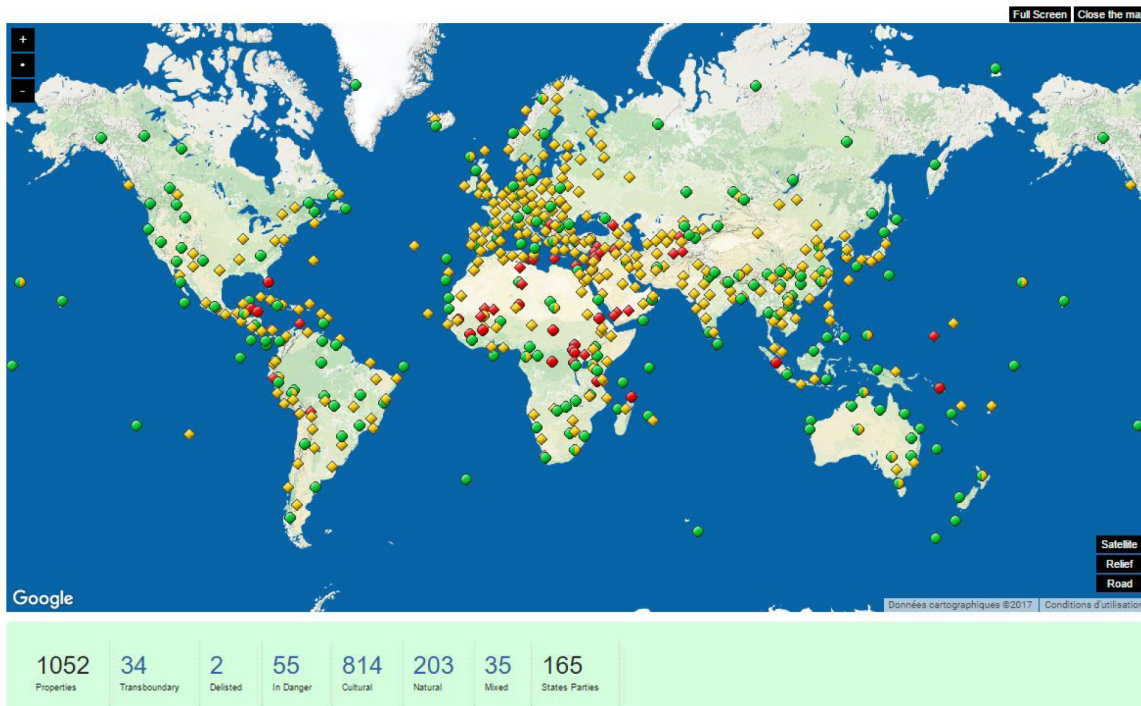 Full Screen
Close the ma
+
-
Satellite
Relief
Road
Google
Données cartographiques ©2017
Conditions d'utilisation
1052
34
2
55
814
203
35
165
Properties
Transboundary
Delisted
In Danger
Cultural
Natural
Mixed
States Parties